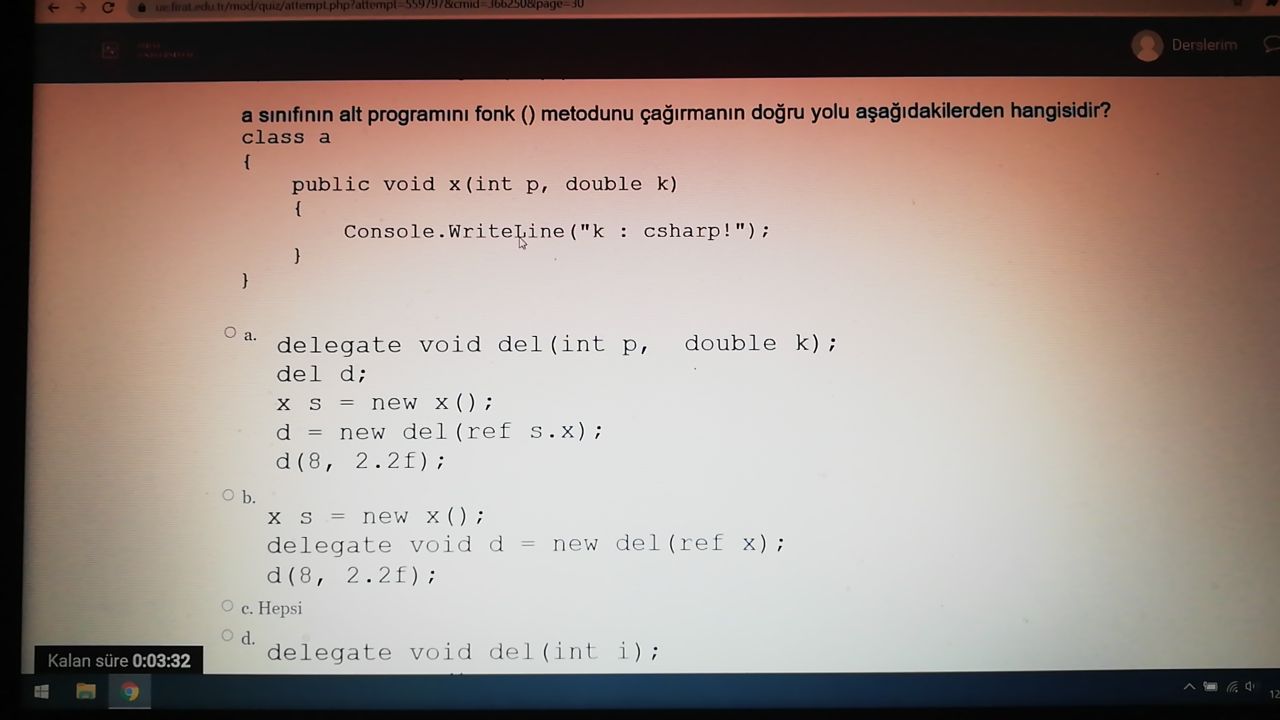 ue.firat.edu.tr/mod/quiz/attempt.php?attempt=559797&cmid=366250&page=30
Derslerim
a sınıfının alt programını fonk () metodunu çağırmanın doğru yolu aşağıdakilerden hangisidir?
class a
{
public void x(int p, double k)
{
Console.WriteLine("k : csharp!");
}
}
a.
delegate void del(int p, double k);
del d;
x s = new x();
d = new del(ref s.x);
d(8, 2.2f);
b.
x s = new x();
delegate void d = new del(ref x);
d(8, 2.2f);
c. Hepsi
d.
delegate void del(int i);
Kalan süre 0:03:32